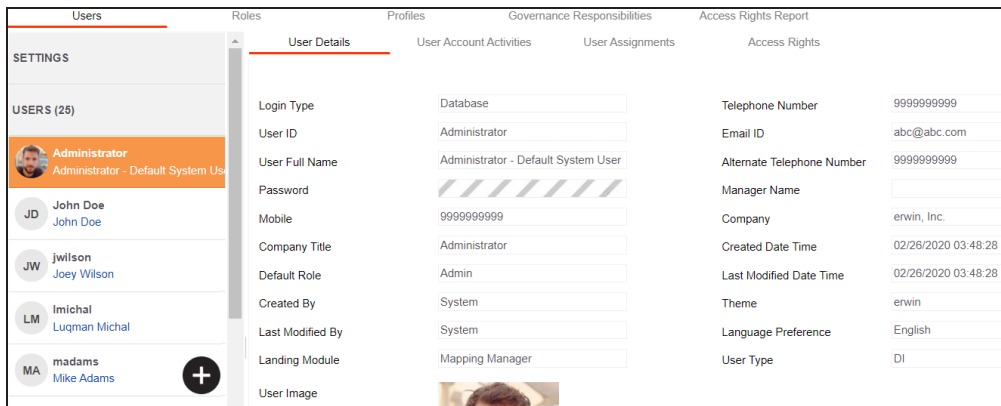 Users Roles Profiles Governance Responsibilities Access Rights Report
User Details User Account Activities User Assignments Access Rights
SETTINGS
USERS (25)
Administrator
Administrator - Default System Us
JD John Doe
John Doe
JW jwilson
Joey Wilson
LM lmichal
Luqman Michal
MA madams
Mike Adams
+
Login Type Database Telephone Number 9999999999
User ID Administrator Email ID abc@abc.com
User Full Name Administrator - Default System User Alternate Telephone Number 9999999999
Password Manager Name
Mobile 9999999999 Company erwin, Inc.
Company Title Administrator Created Date Time 02/26/2020 03:48:28
Default Role Admin Last Modified Date Time 02/26/2020 03:48:28
Created By System Theme erwin
Last Modified By System Language Preference English
Landing Module Mapping Manager User Type DI
User Image